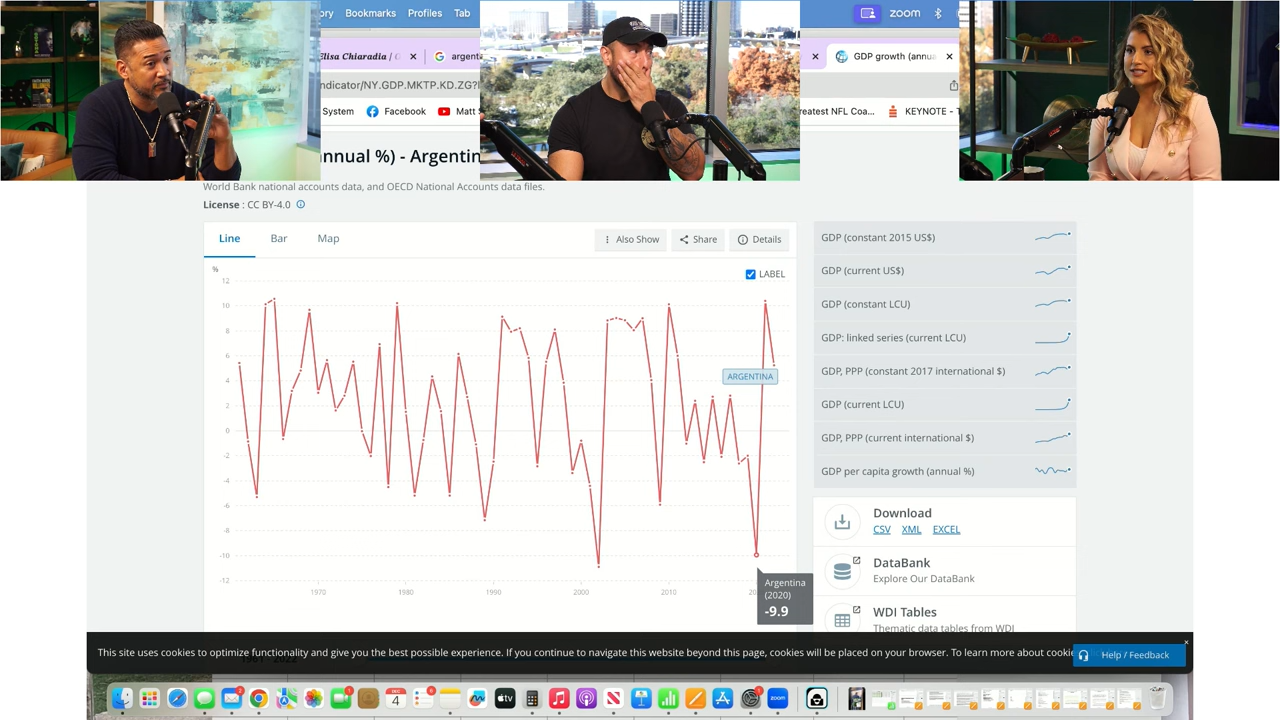 ory Bookmarks Profiles Tab
zoom
Elisa Chiaradia / G
argent
GDP growth (annua
ndicator/NY.GDP.MKTP.KD.ZG?l
System
Facebook
Matt
reatest NFL Coa...
KEYNOTE - T
nnual %) - Argentin
World Bank national accounts data, and OECD National Accounts data files.
License : CC BY-4.0
Line
Bar
Map
Also Show
Share
Details
%
LABEL
12
10
8
6
4
2
0
-2
-4
-6
-8
-10
-12
ARGENTINA
1970
1980
1990
2000
2010
20
Argentina
(2020)
-9.9
GDP (constant 2015 US$)
GDP (current US$)
GDP (constant LCU)
GDP: linked series (current LCU)
GDP, PPP (constant 2017 international $)
GDP (current LCU)
GDP, PPP (current international $)
GDP per capita growth (annual %)
Download
CSV XML EXCEL
DataBank
Explore Our DataBank
WDI Tables
Thematic data tables from WDI
This site uses cookies to optimize functionality and give you the best possible experience. If you continue to navigate this website beyond this page, cookies will be placed on your browser. To learn more about cookie
Help / Feedback
DEC
4
tv
zoom